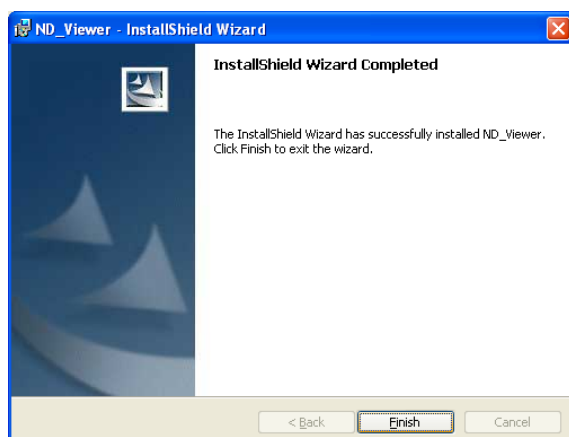 ND_Viewer - InstallShield Wizard
InstallShield Wizard Completed
The InstallShield Wizard has successfully installed ND_Viewer.
Click Finish to exit the wizard.
< Back
Finish
Cancel